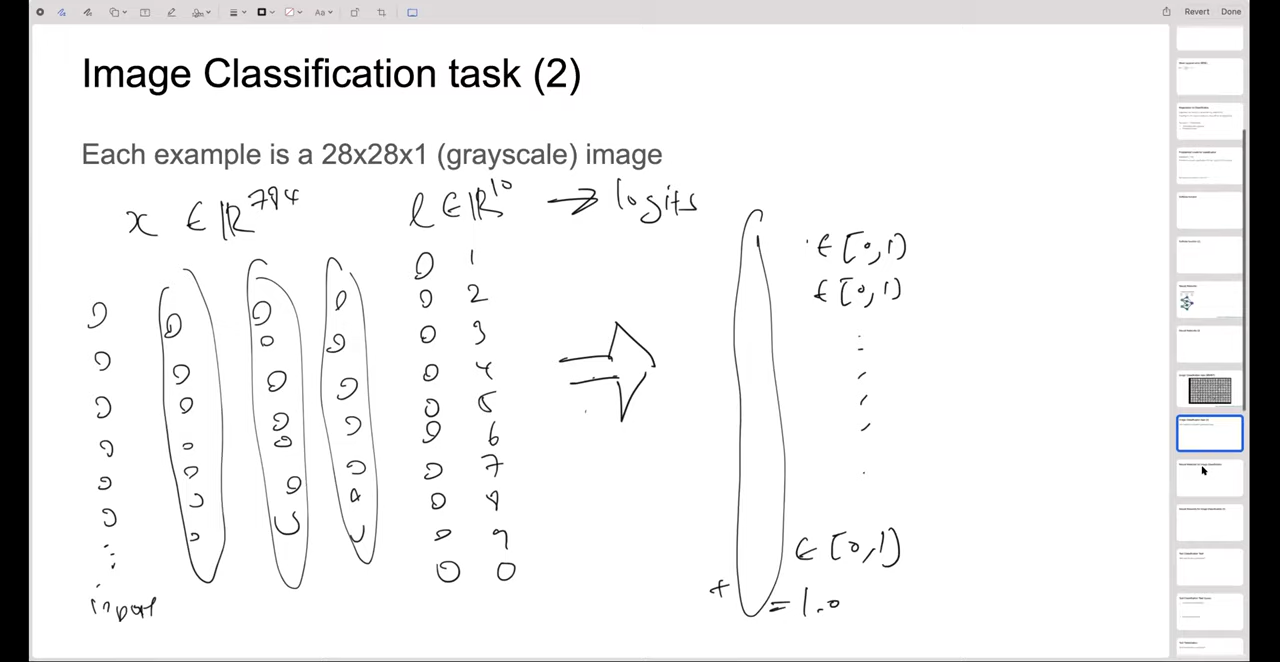 Revert Done
Image Classification task (2)
Each example is a 28x28x1 (grayscale) image
x ∈ ℝ^784
ℓ ∈ ℝ^10 → logits
1
2
3
4
5
6
7
8
9
0
input
∈ [0,1)
∈ [0,1)
∈ [0,1)
+ = 1.0